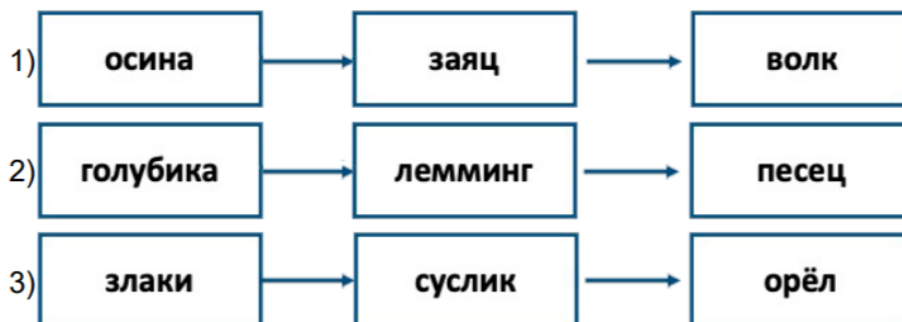 1) осина заяц волк
2) голубика лемминг песец
3) злаки суслик орёл